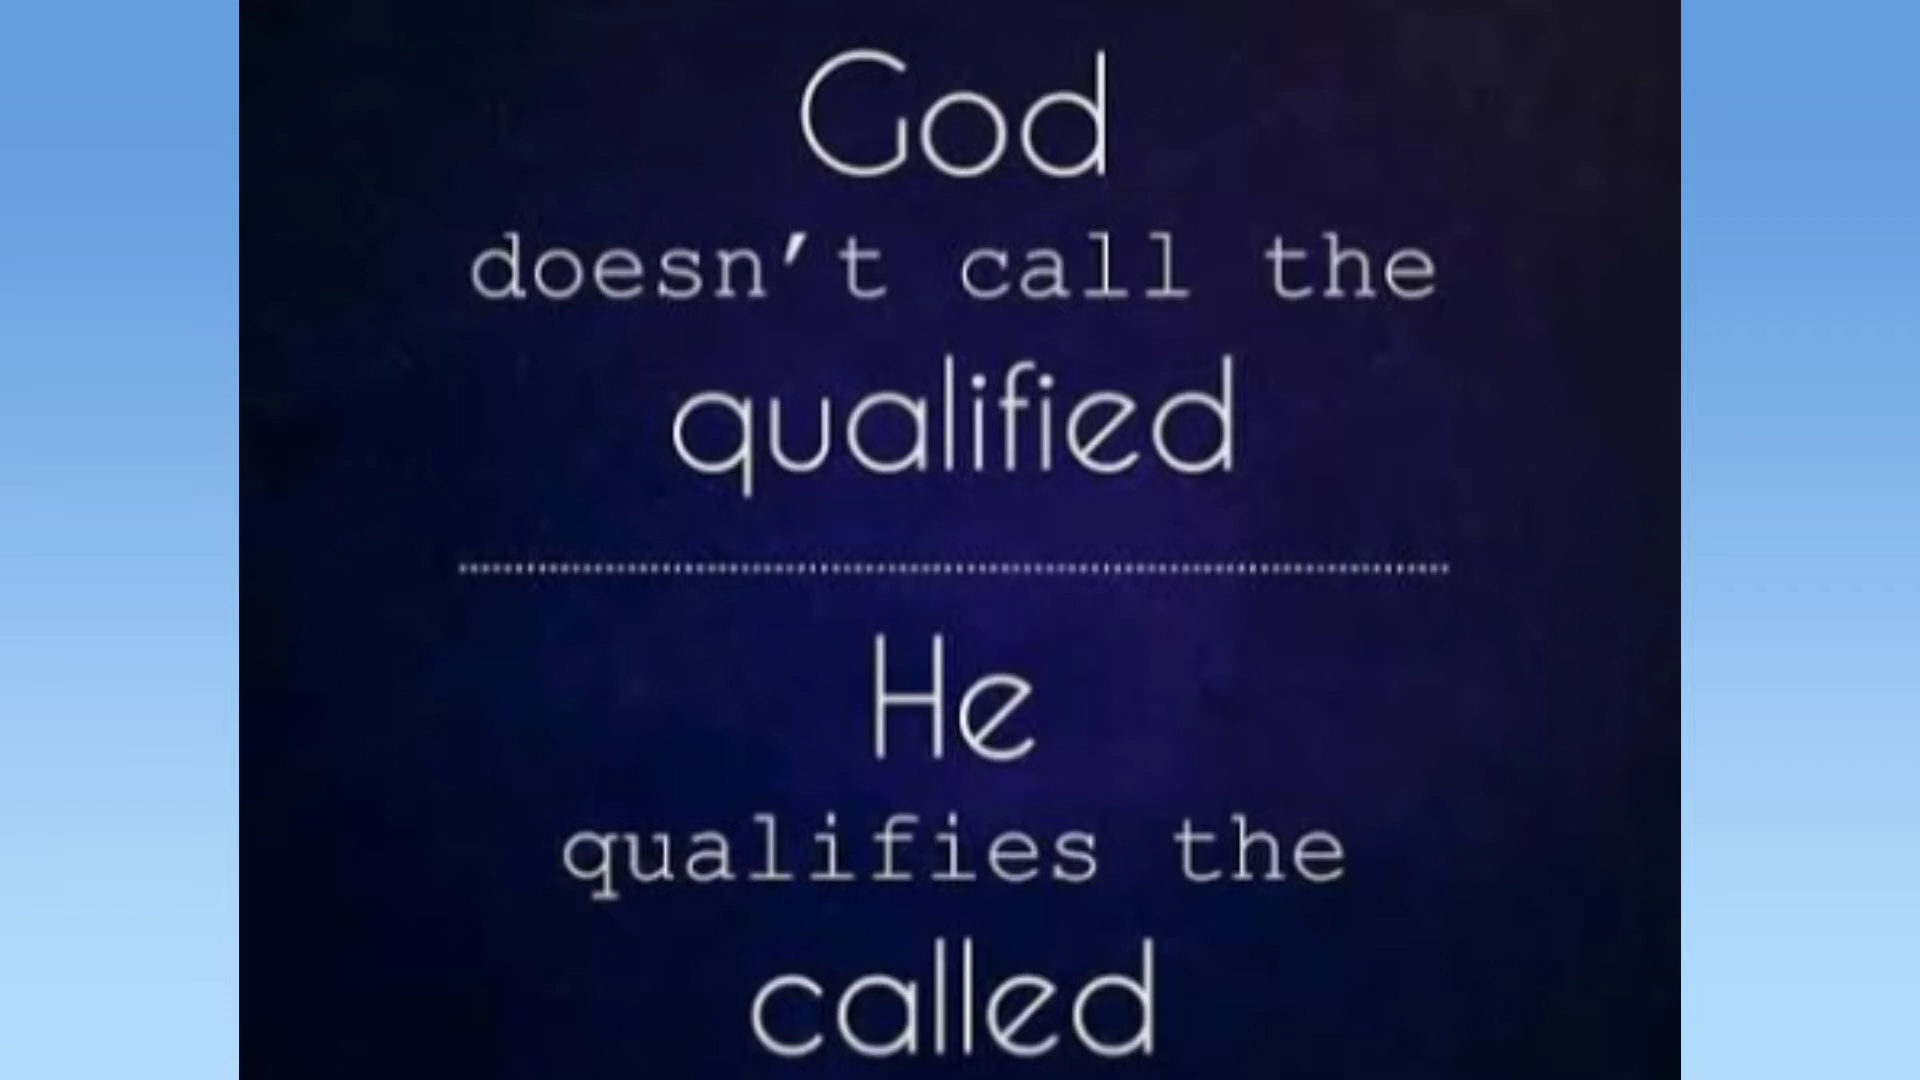 God
doesn't call the
qualified
He
qualifies the
called